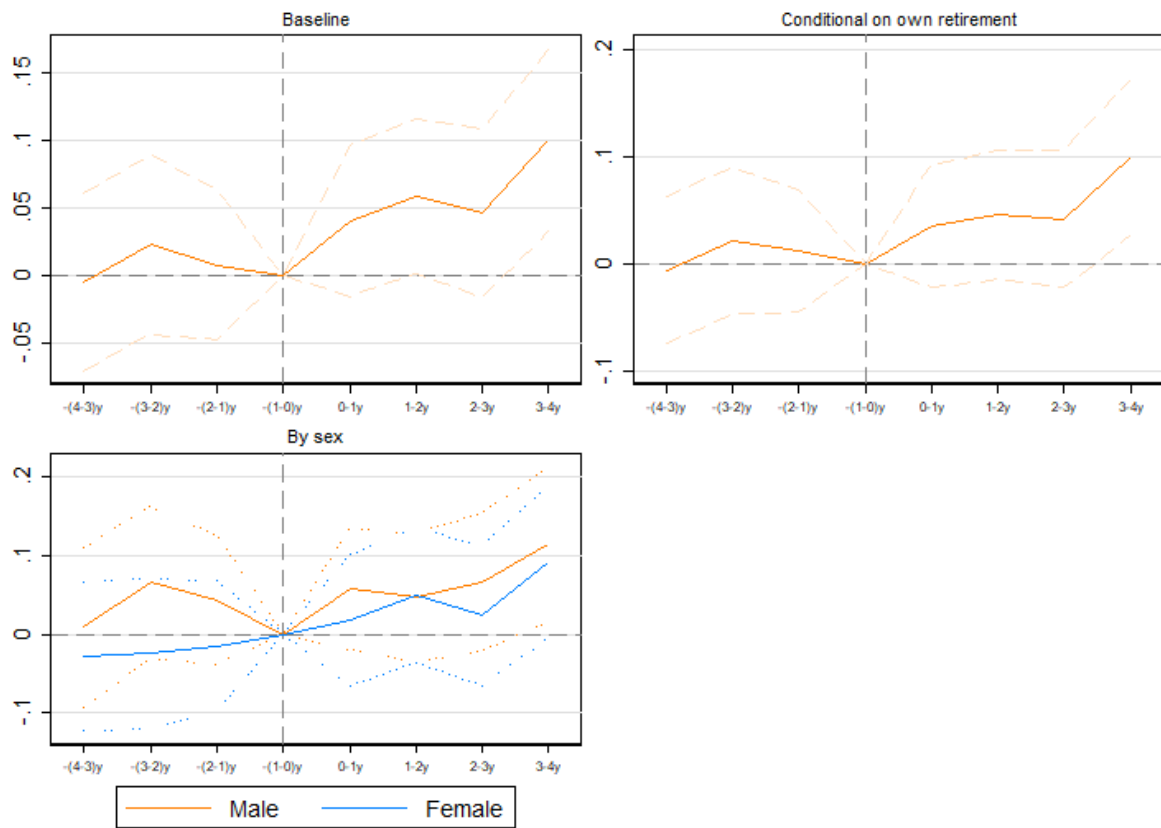 Baseline
.15
.1
.05
0
-.05
-(4-3)y -(3-2)y -(2-1)y -(1-0)y 0-1y 1-2y 2-3y 3-4y
Conditional on own retirement
.2
.1
0
-.1
-(4-3)y -(3-2)y -(2-1)y -(1-0)y 0-1y 1-2y 2-3y 3-4y
By sex
.2
.1
0
-.1
-(4-3)y -(3-2)y -(2-1)y -(1-0)y 0-1y 1-2y 2-3y 3-4y
Male Female